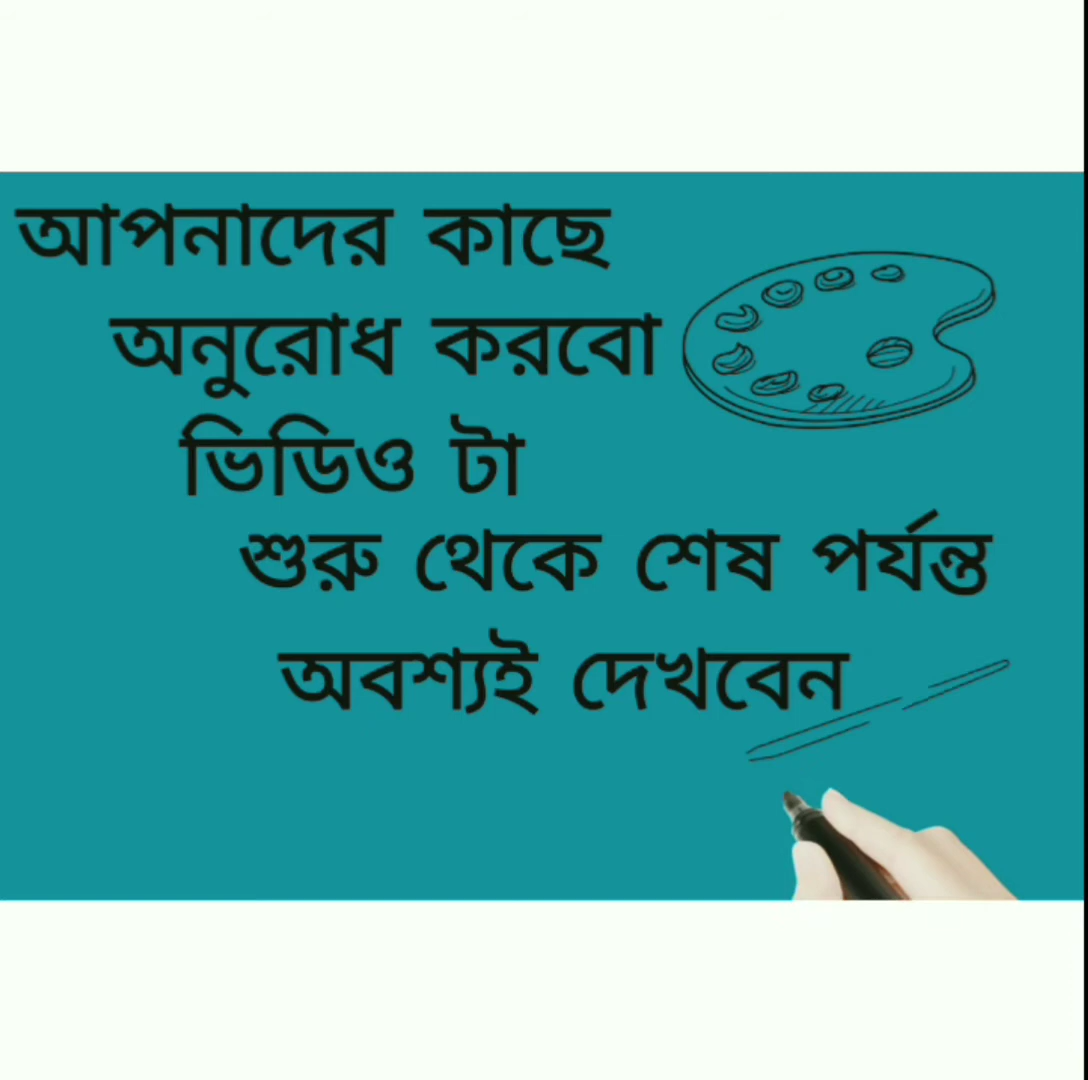 আপনাদের কাছে
অনুরোধ করবো
ভিডিও টা
শুরু থেকে শেষ পর্যন্ত
অবশ্যই দেখবেন